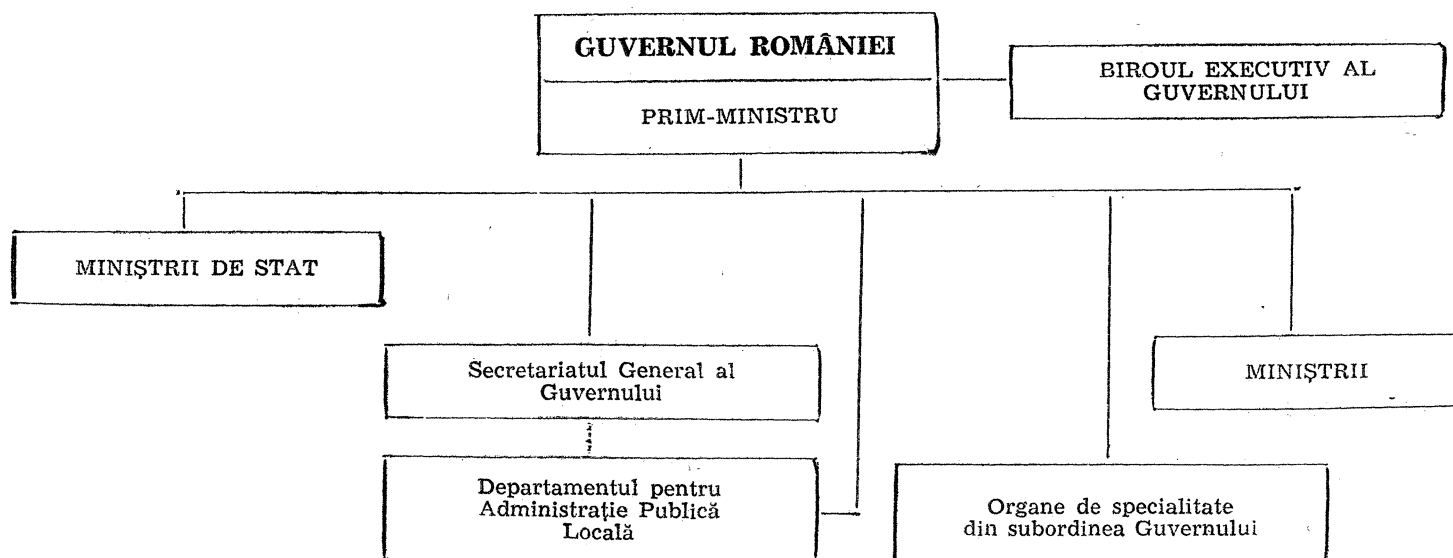 GUVERNUL ROMÂNIEI
PRIM-MINISTRU
BIROUL EXECUTIV AL
GUVERNULUI
MINIȘTRII DE STAT
Secretariatul General al
Guvernului
MINIȘTRII
Departamentul pentru
Administrație Publică
Locală
Organe de specialitate
din subordinea Guvernului